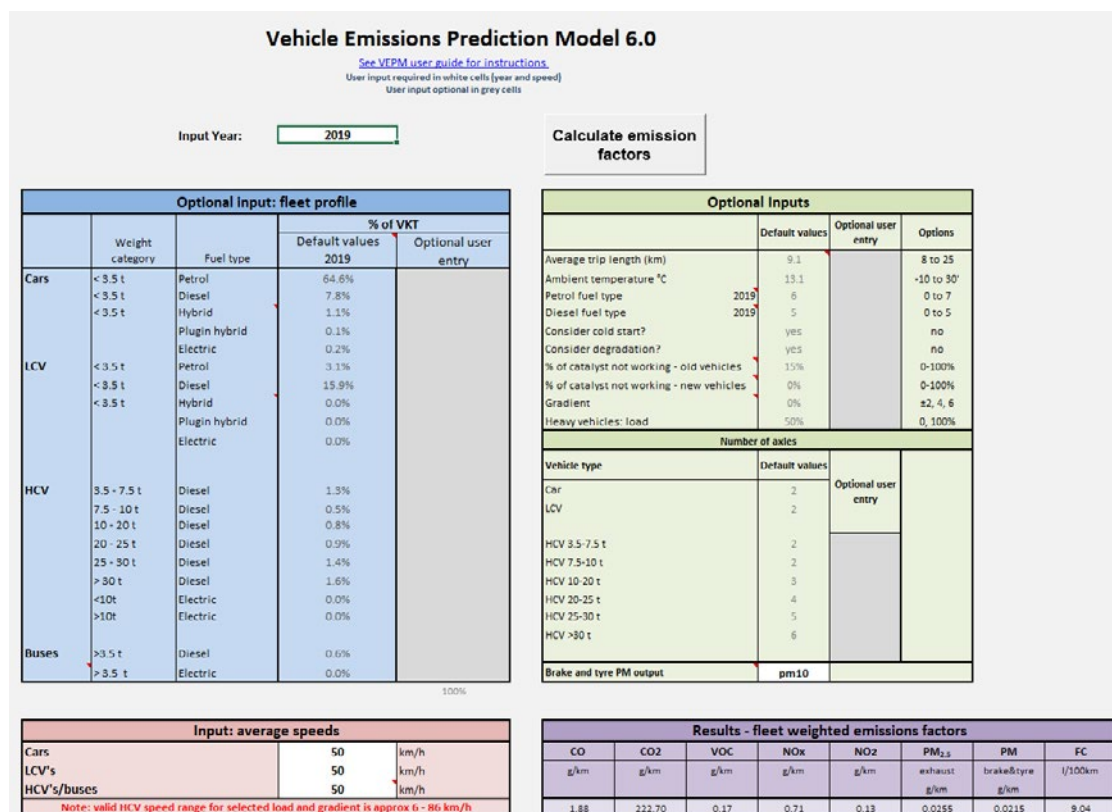 Vehicle Emissions Prediction Model 6.0
See VEPM user guide for instructions
User input required in white cells (year and speed)
User input optional in grey cells
Input Year: 2019
Calculate emission factors
Optional input: fleet profile
% of VKT
Weight category Fuel type Default values 2019 Optional user entry
Cars < 3.5 t Petrol 64.6%
< 3.5 t Diesel 7.8%
< 3.5 t Hybrid 1.1%
Plugin hybrid 0.1%
Electric 0.2%
LCV < 3.5 t Petrol 3.1%
< 3.5 t Diesel 15.9%
< 3.5 t Hybrid 0.0%
Plugin hybrid 0.0%
Electric 0.0%
HCV 3.5 - 7.5 t Diesel 1.3%
7.5 - 10 t Diesel 0.5%
10 - 20 t Diesel 0.8%
20 - 25 t Diesel 0.9%
25 - 30 t Diesel 1.4%
> 30 t Diesel 1.6%
<10t Electric 0.0%
>10t Electric 0.0%
Buses >3.5 t Diesel 0.6%
> 3.5 t Electric 0.0%
100%
Optional Inputs
Default values Optional user entry Options
Average trip length (km) 9.1 8 to 25
Ambient temperature °C 13.1 -10 to 30'
Petrol fuel type 2019 6 0 to 7
Diesel fuel type 2019 5 0 to 5
Consider cold start? yes no
Consider degradation? yes no
% of catalyst not working - old vehicles 15% 0-100%
% of catalyst not working - new vehicles 0% 0-100%
Gradient 0% ±2, 4, 6
Heavy vehicles: load 50% 0, 100%
Number of axles
Vehicle type Default values Optional user entry
Car 2
LCV 2
HCV 3.5-7.5 t 2
HCV 7.5-10 t 2
HCV 10-20 t 3
HCV 20-25 t 4
HCV 25-30 t 5
HCV >30 t 6
Brake and tyre PM output pm10
Input: average speeds
Cars 50 km/h
LCV's 50 km/h
HCV's/buses 50 km/h
Note: valid HCV speed range for selected load and gradient is approx 6 - 86 km/h
Results - fleet weighted emissions factors
CO CO2 VOC NOx NO2 PM2.5 PM FC
g/km g/km g/km g/km g/km exhaust brake&tyre l/100km
g/km g/km
1.88 222.70 0.17 0.71 0.13 0.0255 0.0215 9.04